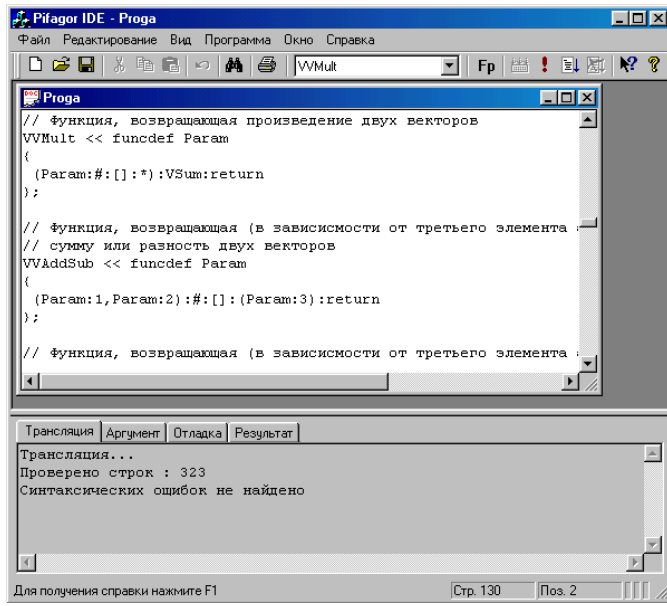 Pifagor IDE - Proga
Файл Редактирование Вид Программа Окно Справка
VVMult
Fp
Proga
// Функция, возвращающая произведение двух векторов
VVMult << funcdef Param
{
(Param:#:[]:*):VSum:return
};
// Функция, возвращающая (в зависисмости от третьего элемента
// сумму или разность двух векторов
VVAddSub << funcdef Param
{
(Param:1,Param:2):#:[]:(Param:3):return
};
// Функция, возвращающая (в зависисмости от третьего элемента
Трансляция Аргумент Отладка Результат
Трансляция...
Проверено строк : 323
Синтаксических ошибок не найдено
Для получения справки нажмите F1
Стр. 130
Поз. 2